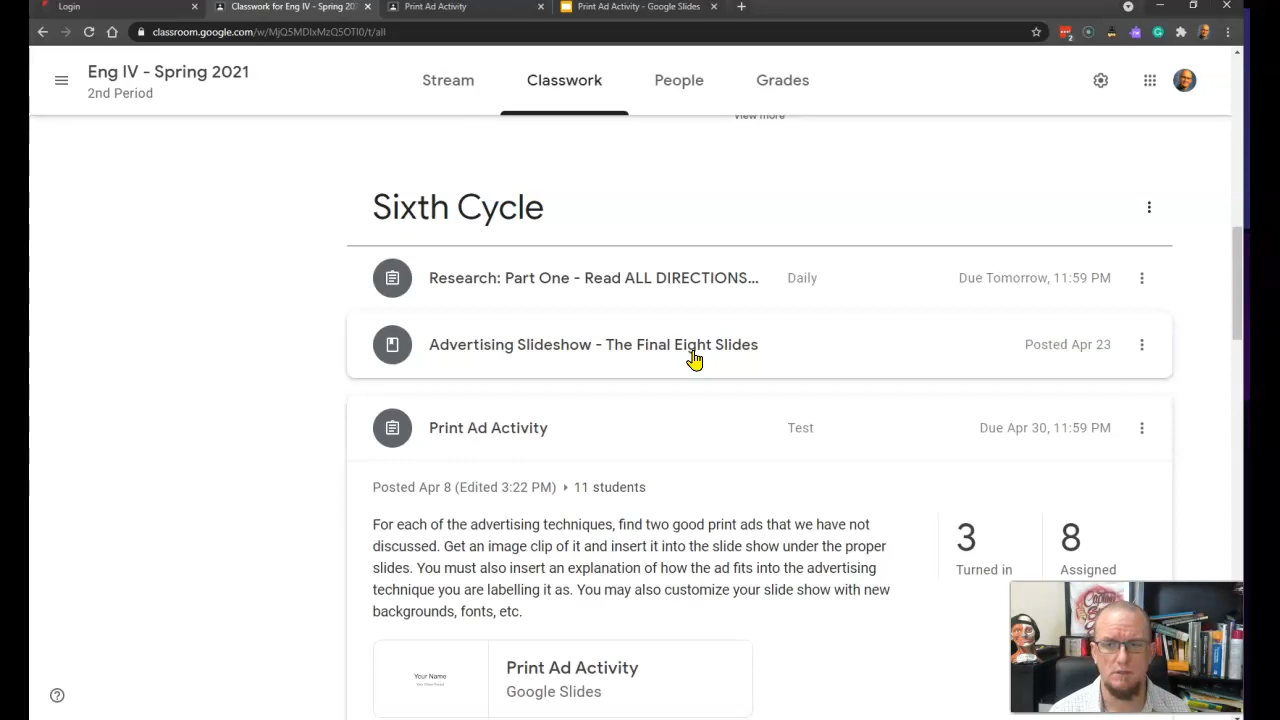 Login
Classroom for Eng IV - Spring 20
Print Ad Activity
Print Ad Activity - Google Slides
classroom.google.com/w/MjQ5MDIxMzQ5OTI0/t/all
Eng IV - Spring 2021
2nd Period
Stream
Classwork
People
Grades
View more
Sixth Cycle
Research: Part One - Read ALL DIRECTIONS...
Daily
Due Tomorrow, 11:59 PM
Advertising Slideshow - The Final Eight Slides
Posted Apr 23
Print Ad Activity
Test
Due Apr 30, 11:59 PM
Posted Apr 8 (Edited 3:22 PM)
11 students
For each of the advertising techniques, find two good print ads that we have not
discussed. Get an image clip of it and insert it into the slide show under the proper
slides. You must also insert an explanation of how the ad fits into the advertising
technique you are labelling it as. You may also customize your slide show with new
backgrounds, fonts, etc.
3
Turned in
8
Assigned
Your Name
Print Ad Activity
Google Slides